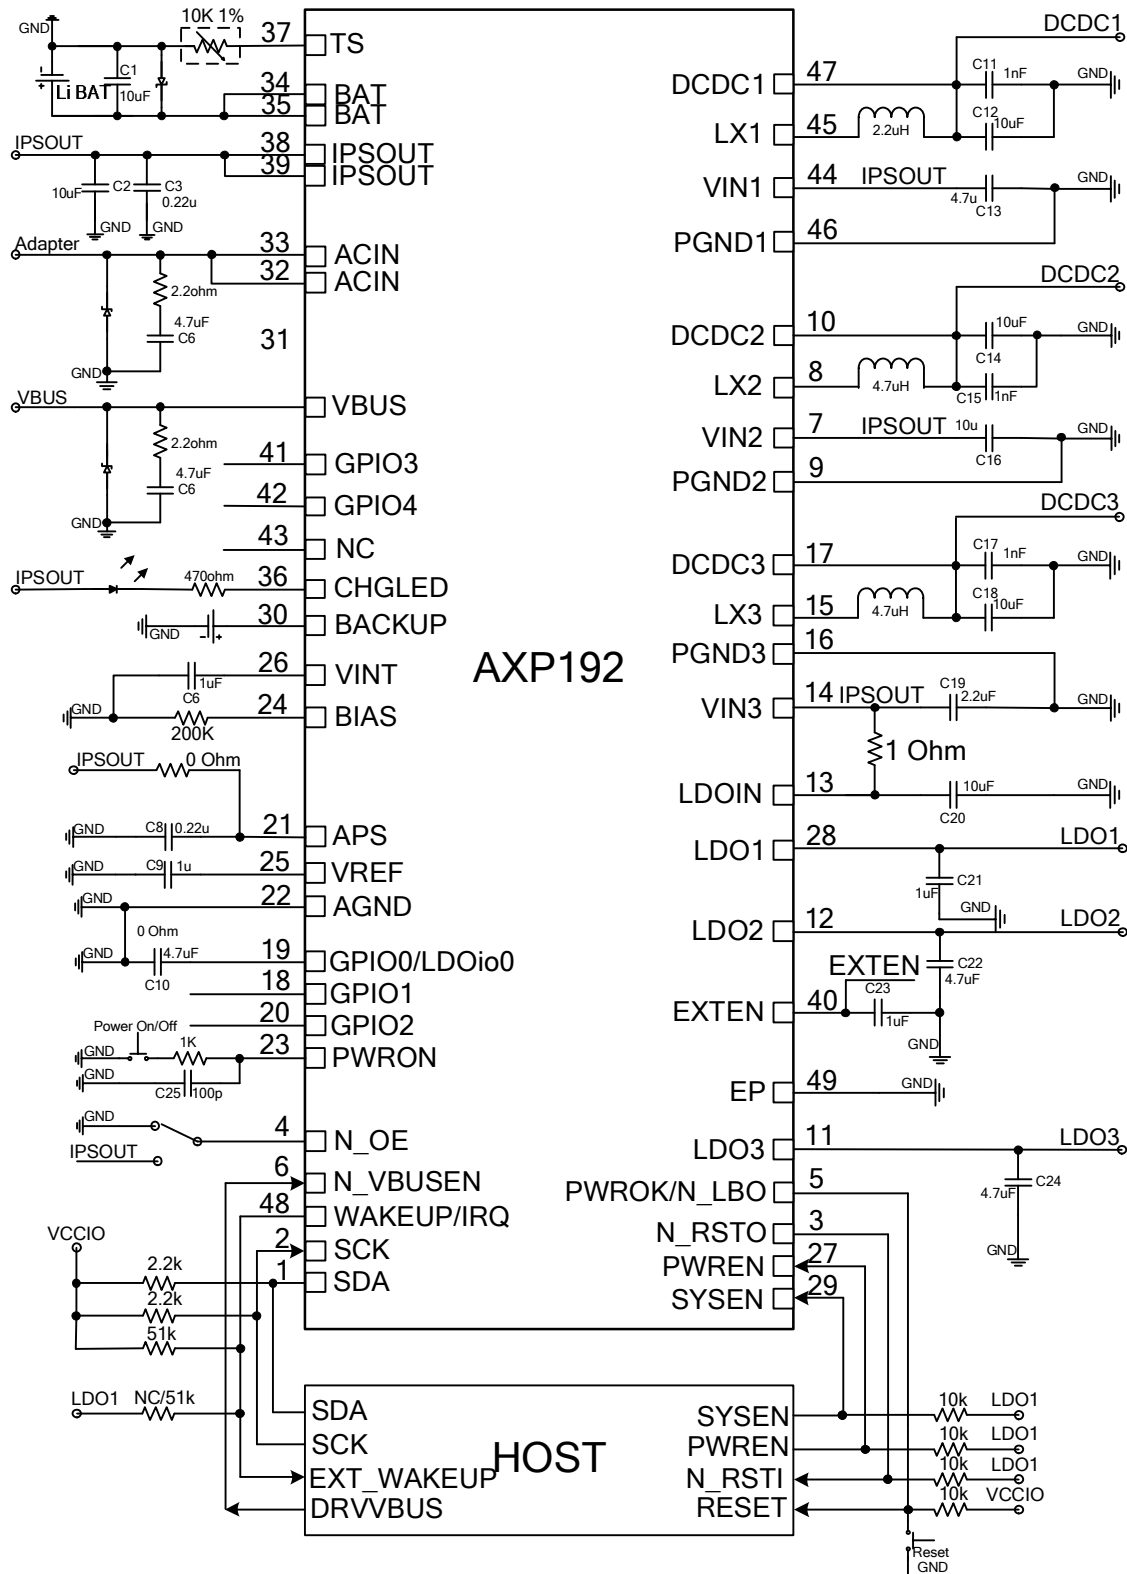 GND
10K 1%
37
TS
C1
10uF
Li BAT
-
+
34
BAT
35
BAT
IPSOUT
38
IPSOUT
39
IPSOUT
10uF
C2
C3
0.22u
GND
GND
Adapter
33
ACIN
32
ACIN
2.2ohm
4.7uF
C6
31
GND
VBUS
VBUS
2.2ohm
4.7uF
C6
GND
41
GPIO3
42
GPIO4
43
NC
IPSOUT
470ohm
36
CHGLED
GND
-
+
30
BACKUP
26
VINT
1uF
C6
GND
24
BIAS
200K
IPSOUT
0 Ohm
GND
C8
0.22u
21
APS
GND
C9
1u
25
VREF
GND
22
AGND
0 Ohm
GND
4.7uF
C10
19
GPIO0/LDOio0
18
GPIO1
20
GPIO2
Power On/Off
GND
1K
23
PWRON
GND
C25
100p
GND
4
N_OE
IPSOUT
6
N_VBUSEN
48
WAKEUP/IRQ
VCCIO
2
SCK
2.2k
1
SDA
2.2k
51k
LDO1
NC/51k
AXP192
DCDC1
DCDC1
47
C11
1nF
GND
LX1
45
2.2uH
C12
10uF
VIN1
44
IPSOUT
4.7u
C13
GND
PGND1
46
DCDC2
DCDC2
10
10uF
C14
GND
LX2
8
4.7uH
C15
1nF
VIN2
7
IPSOUT
10u
C16
GND
PGND2
9
DCDC3
DCDC3
17
C17
1nF
GND
LX3
15
4.7uH
C18
10uF
PGND3
16
VIN3
14
IPSOUT
C19
2.2uF
GND
1 Ohm
LDOIN
13
10uF
C20
GND
LDO1
28
LDO1
C21
1uF
GND
LDO2
12
LDO2
C22
4.7uF
EXTEN
EXTEN
40
C23
1uF
GND
EP
49
GND
LDO3
11
LDO3
C24
4.7uF
GND
PWROK/N_LBO
5
N_RSTO
3
PWREN
27
SYSEN
29
HOST
SDA
SCK
EXT_WAKEUP
DRVVBUS
SYSEN
10k
LDO1
PWREN
10k
LDO1
N_RSTI
10k
LDO1
RESET
10k
VCCIO
Reset
GND